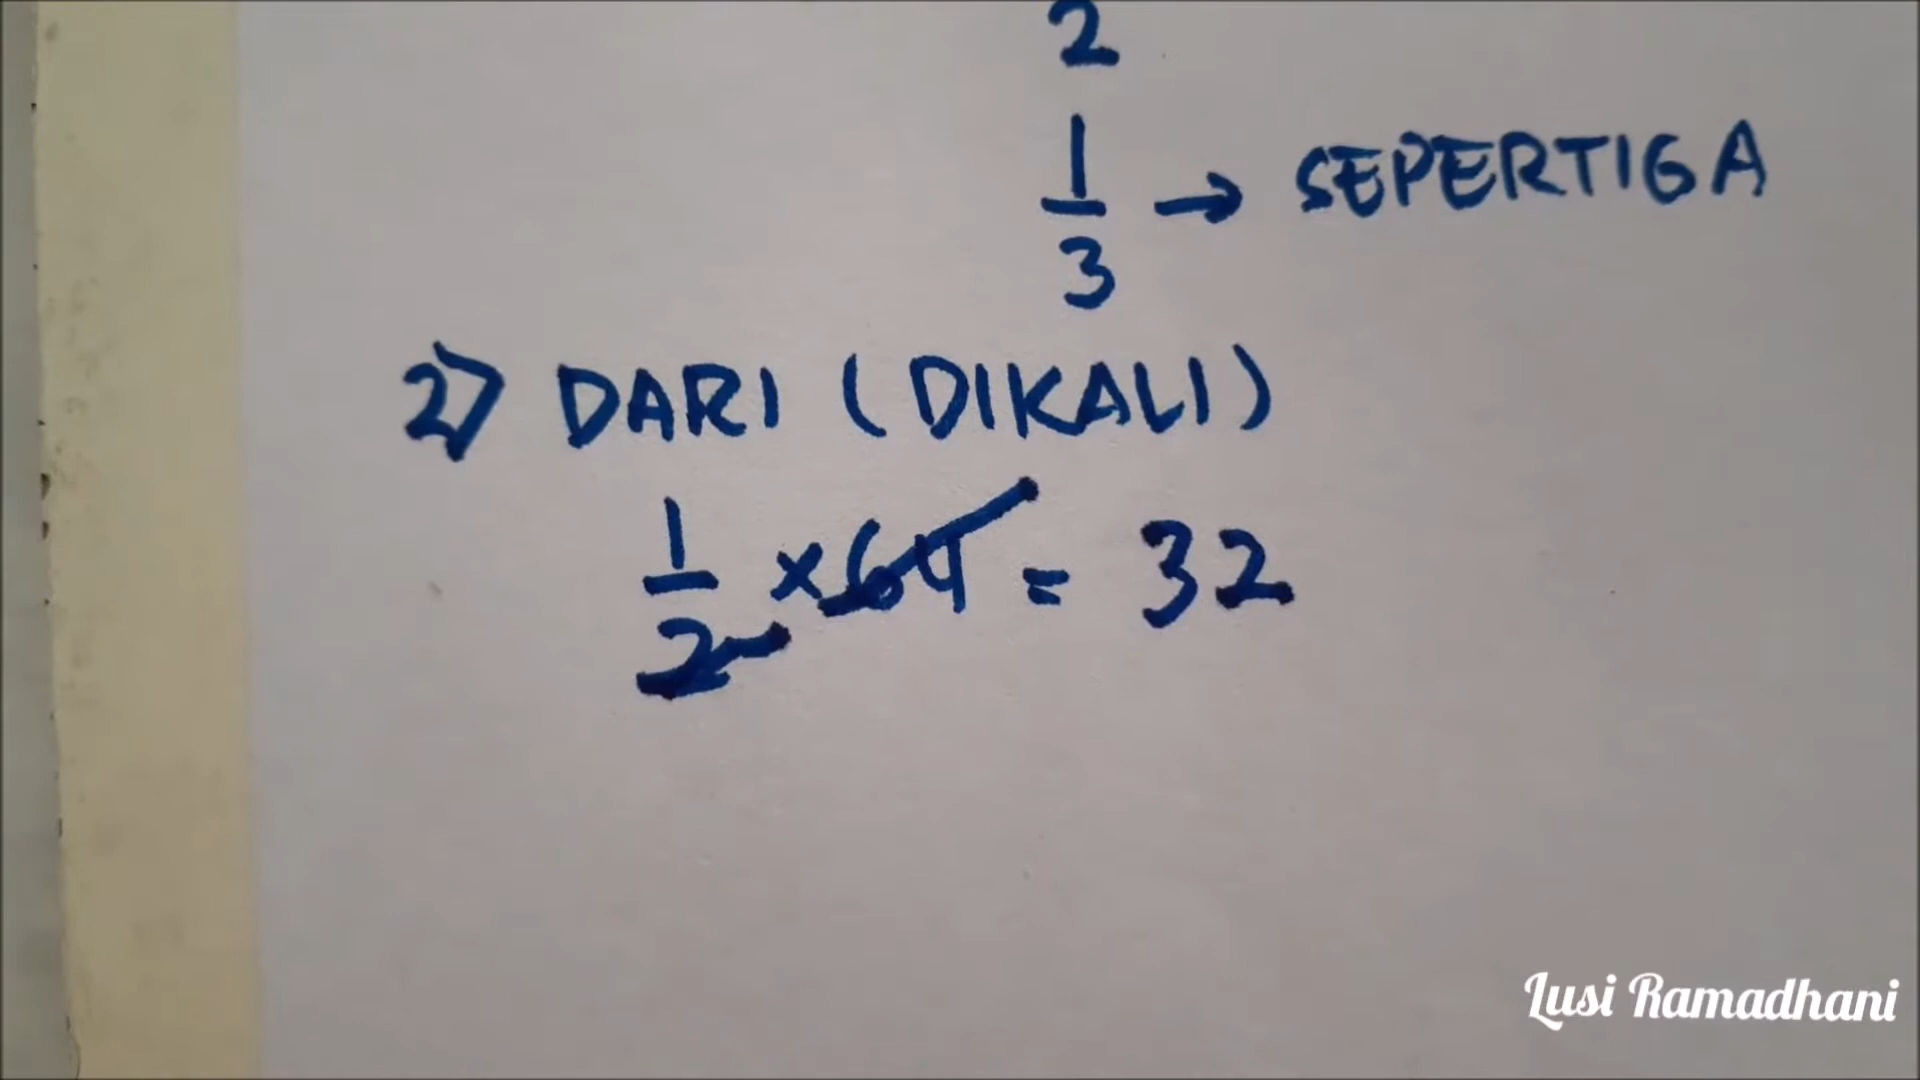 2
1/3 → SEPERTIGA
2) DARI (DIKALI)
1/2 × 64 = 32
Lusi Ramadhani